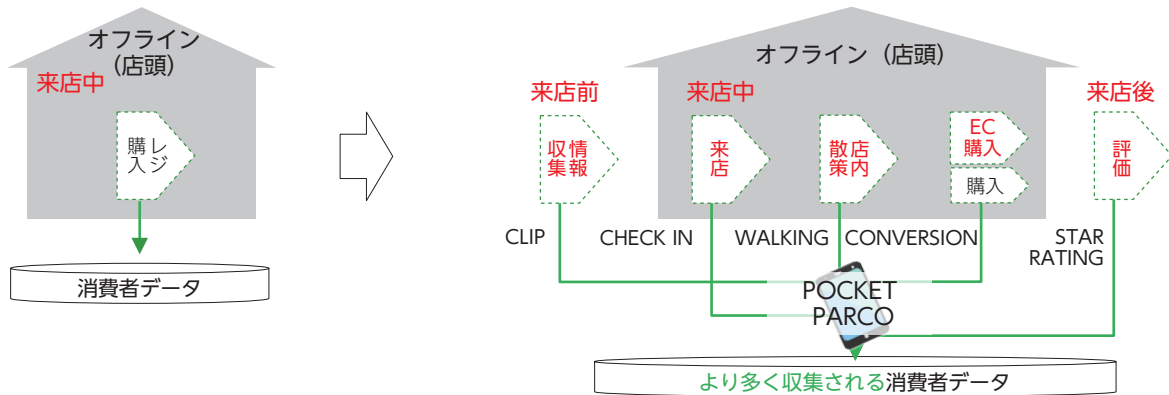 オフライン
(店頭)
来店中
レジ
購入
消費者データ
オフライン(店頭)
来店前
来店中
来店後
情報
収集
来店
店内
散策
EC
購入
購入
評価
CLIP
CHECK IN
WALKING
CONVERSION
STAR
RATING
POCKET
PARCO
より多く収集される消費者データ